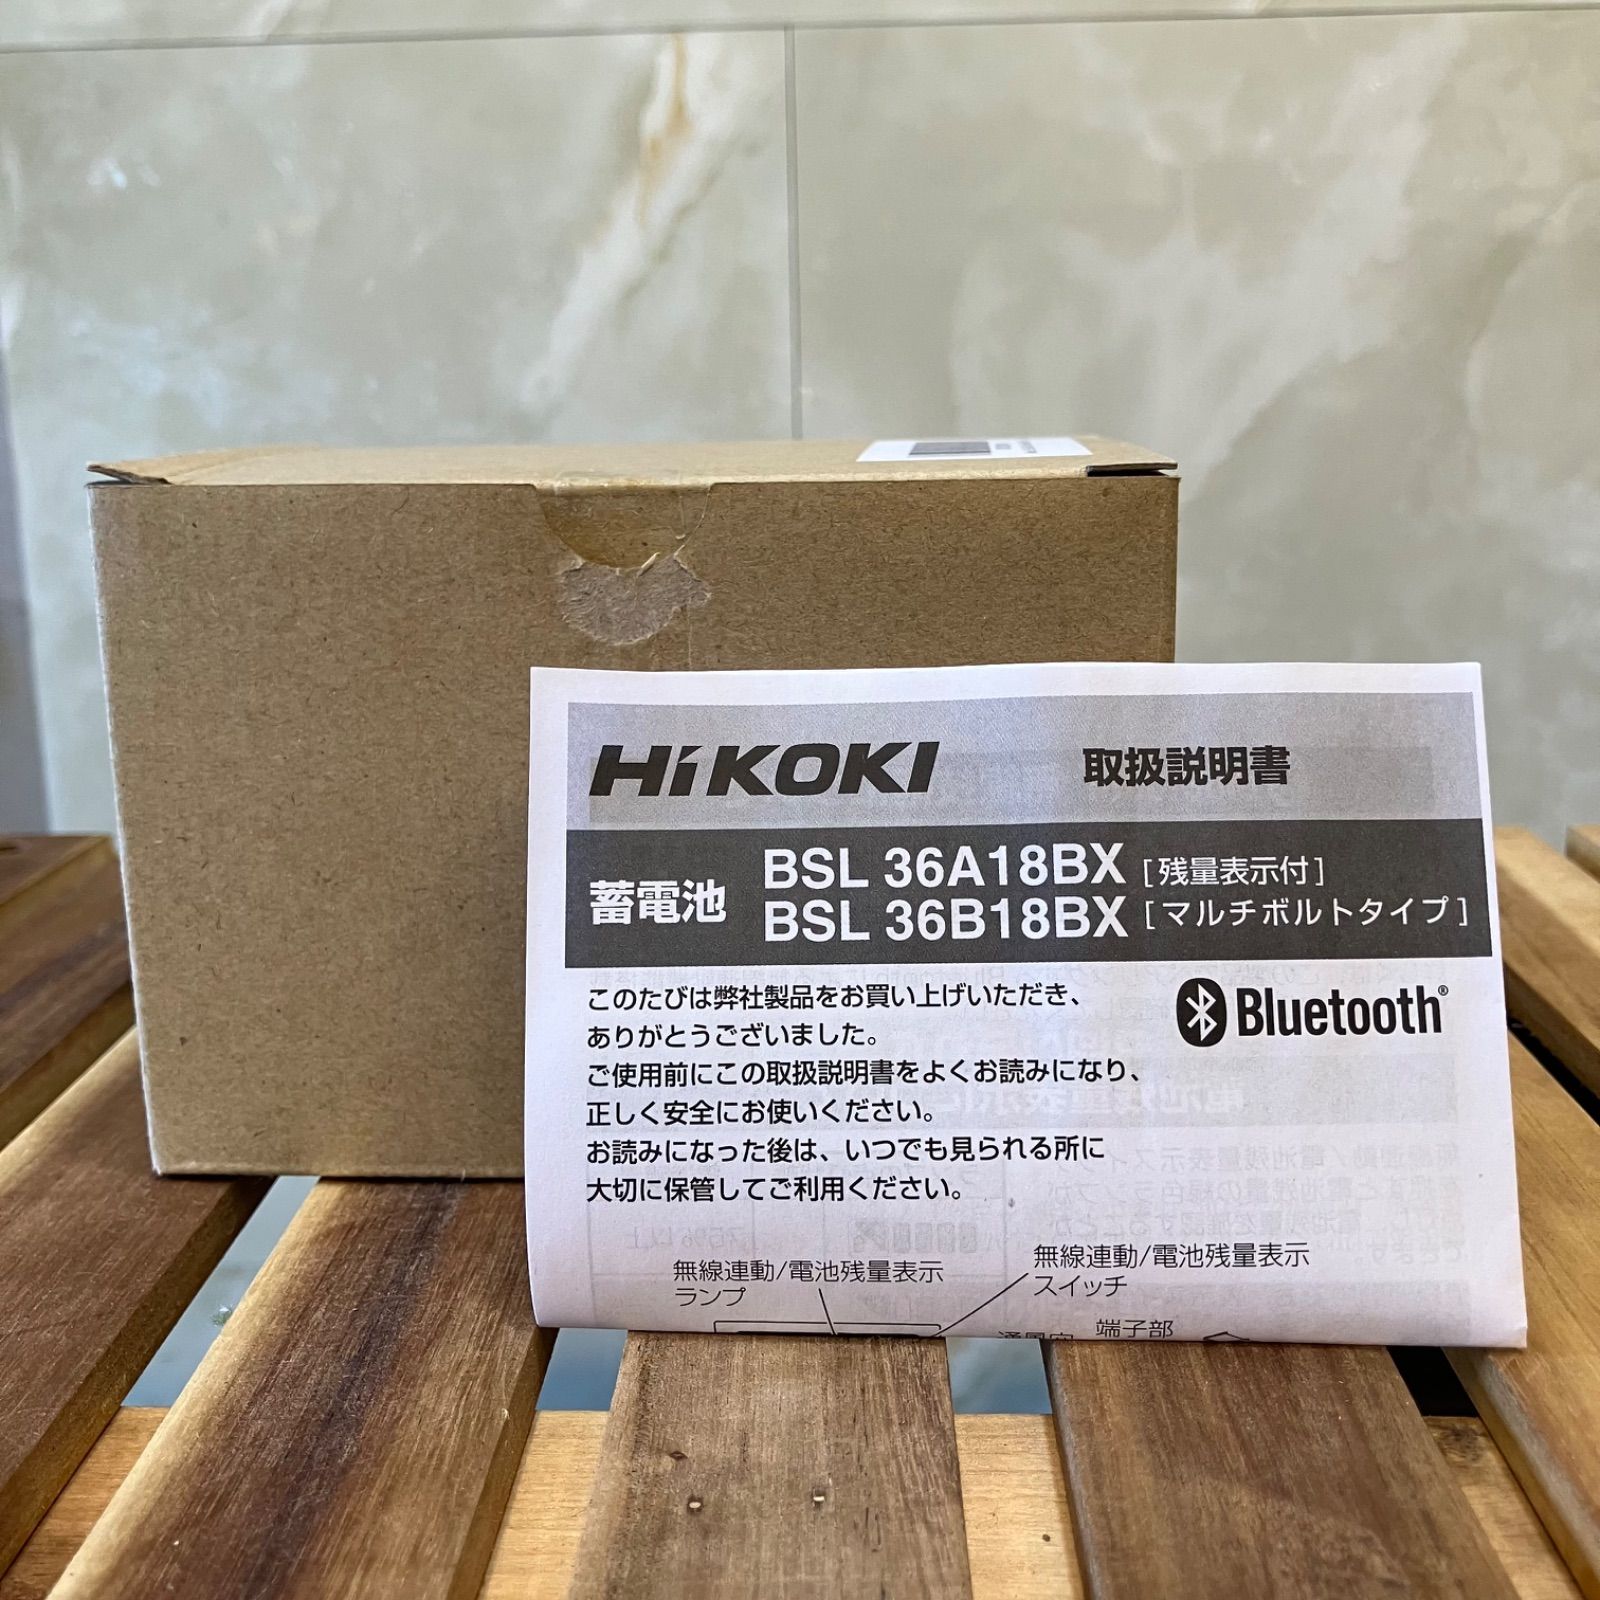 HiKOKI 取扱説明書
蓄電池
BSL 36A18BX [残量表示付]
BSL 36B18BX [マルチボルトタイプ]
このたびは弊社製品をお買い上げいただき、
ありがとうございました。
ご使用前にこの取扱説明書をよくお読みになり、
正しく安全にお使いください。
お読みになった後は、いつでも見られる所に
大切に保管してご利用ください。
Bluetooth®
無線連動/電池残量表示
ランプ
無線連動/電池残量表示
スイッチ
端子部